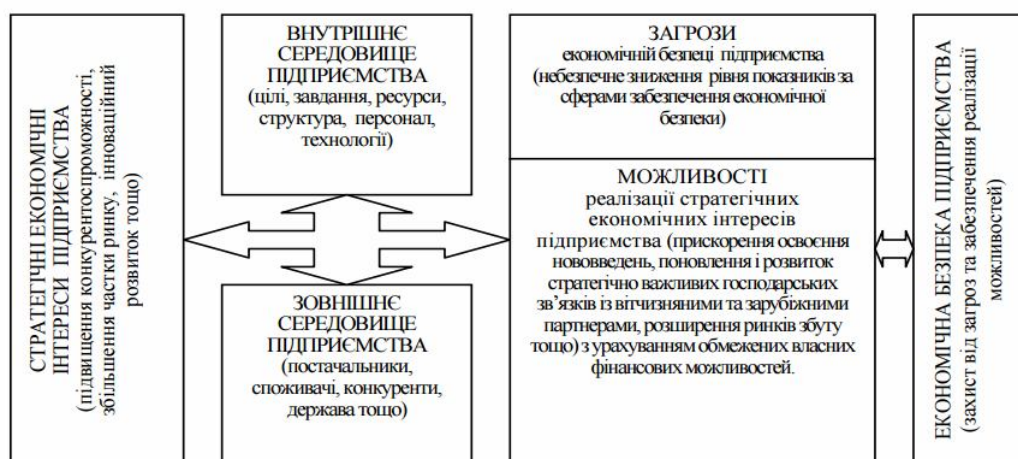 СТРАТЕГІЧНІ ЕКОНОМІЧНІ
ІНТЕРЕСИ ПІДПРИЄМСТВА
(підвищення конкурентоспроможності,
збільшення частки ринку, інноваційний
розвиток тощо)
ВНУТРІШНЄ
СЕРЕДОВИЩЕ
ПІДПРИЄМСТВА
(цілі, завдання, ресурси,
структура, персонал,
технології)
ЗОВНІШНЄ
СЕРЕДОВИЩЕ
ПІДПРИЄМСТВА
(постачальники,
споживачі, конкуренти,
держава тощо)
ЗАГРОЗИ
економічній безпеці підприємства
(небезпечне зниження рівня показників за
сферами забезпечення економічної
безпеки)
МОЖЛИВОСТІ
реалізації стратегічних
економічних інтересів
підприємства (прискорення освоєння
нововведень, поновлення і розвиток
стратегічно важливих господарських
зв’язків із вітчизняними та зарубіжними
партнерами, розширення ринків збуту
тощо) з урахуванням обмежених власних
фінансових можливостей.
ЕКОНОМІЧНА БЕЗПЕКА ПІДПРИЄМСТВА
(захист від загроз та забезпечення реалізації
можливостей)